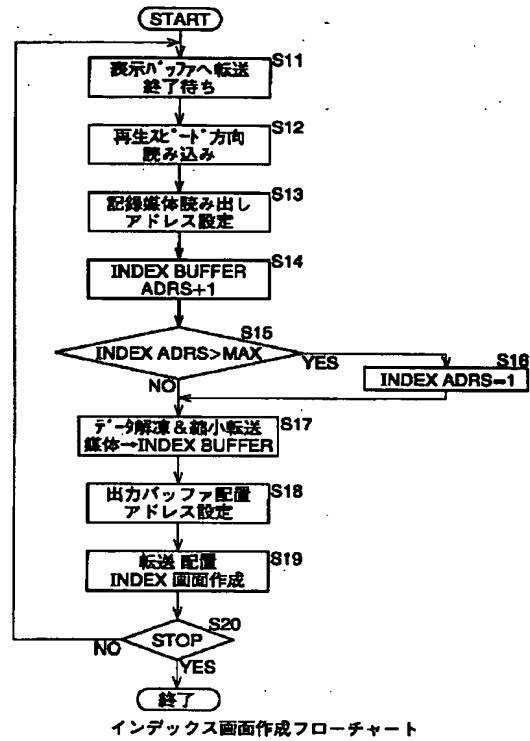 START
S11
表示バッファへ転送
終了待ち
S12
再生スピード方向
読み込み
S13
記録媒体読み出し
アドレス設定
S14
INDEX BUFFER
ADRS+1
S15
INDEX ADRS>MAX
YES
NO
S16
INDEX ADRS=1
S17
データ解凍&縮小転送
媒体→INDEX BUFFER
S18
出力バッファ配置
アドレス設定
S19
転送 配置
INDEX 画面作成
S20
STOP
NO
YES
終了
インデックス画面作成フローチャート